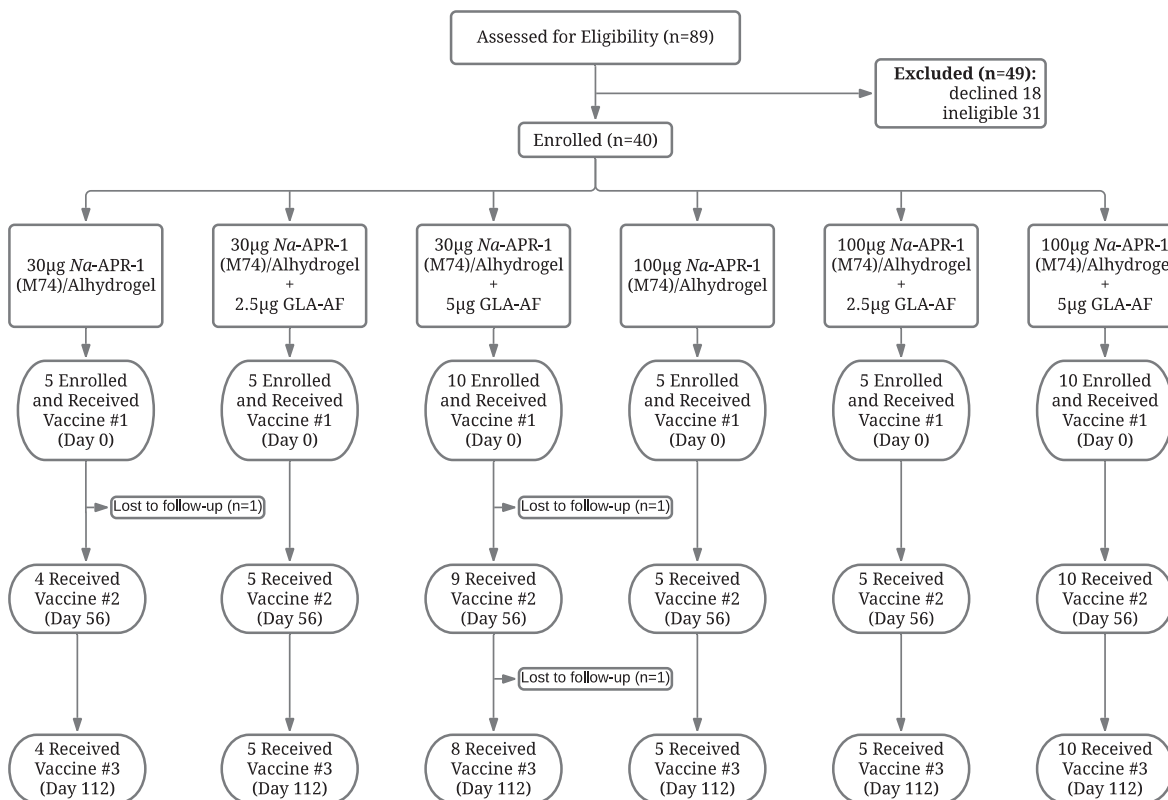 Assessed for Eligibility (n=89)
Excluded (n=49):
declined 18
ineligible 31
Enrolled (n=40)
30µg Na-APR-1
(M74)/Alhydrogel
30µg Na-APR-1
(M74)/Alhydrogel
+
2.5µg GLA-AF
30µg Na-APR-1
(M74)/Alhydrogel
+
5µg GLA-AF
100µg Na-APR-1
(M74)/Alhydrogel
100µg Na-APR-1
(M74)/Alhydrogel
+
2.5µg GLA-AF
100µg Na-APR-1
(M74)/Alhydrogel
+
5µg GLA-AF
5 Enrolled
and Received
Vaccine #1
(Day 0)
5 Enrolled
and Received
Vaccine #1
(Day 0)
10 Enrolled
and Received
Vaccine #1
(Day 0)
5 Enrolled
and Received
Vaccine #1
(Day 0)
5 Enrolled
and Received
Vaccine #1
(Day 0)
10 Enrolled
and Received
Vaccine #1
(Day 0)
Lost to follow-up (n=1)
Lost to follow-up (n=1)
4 Received
Vaccine #2
(Day 56)
5 Received
Vaccine #2
(Day 56)
9 Received
Vaccine #2
(Day 56)
5 Received
Vaccine #2
(Day 56)
5 Received
Vaccine #2
(Day 56)
10 Received
Vaccine #2
(Day 56)
Lost to follow-up (n=1)
4 Received
Vaccine #3
(Day 112)
5 Received
Vaccine #3
(Day 112)
8 Received
Vaccine #3
(Day 112)
5 Received
Vaccine #3
(Day 112)
5 Received
Vaccine #3
(Day 112)
10 Received
Vaccine #3
(Day 112)